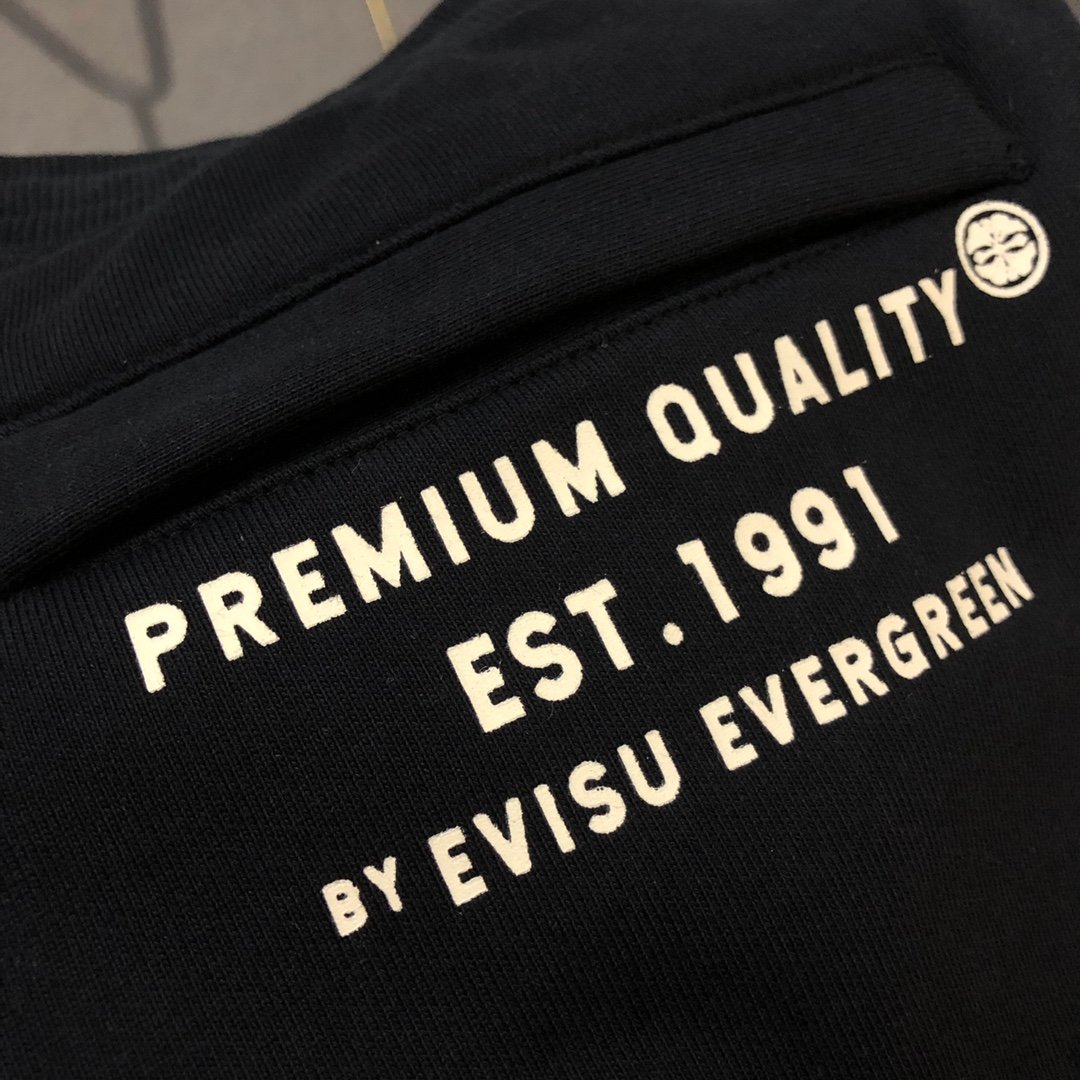 PREMIUM QUALITY
EST.1991
BY EVISU EVERGREEN